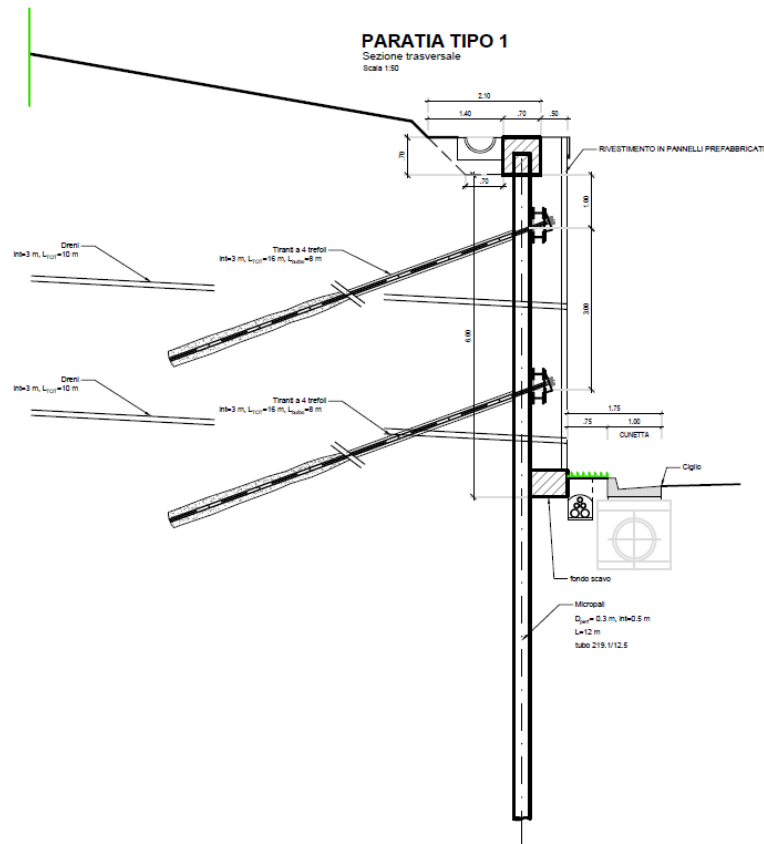 PARATIA TIPO 1
Sezione trasversale
Scala 1:50
2.10
1.40
.70
.50
RIVESTIMENTO IN PANNELLI PREFABBRICATI
.70
.70
1.00
Dreni
int=3 m, LTOT=10 m
Tiranti a 4 trefoli
int=3 m, LTOT=16 m, Lbulbo=8 m
6.00
3.00
Dreni
int=3 m, LTOT=10 m
Tiranti a 4 trefoli
int=3 m, LTOT=16 m, Lbulbo=8 m
1.75
.75
1.00
CUNETTA
Ciglio
fondo scavo
Micropali
Dperf= 0.3 m, int=0.5 m
L=12 m
tubo 219.1/12.5